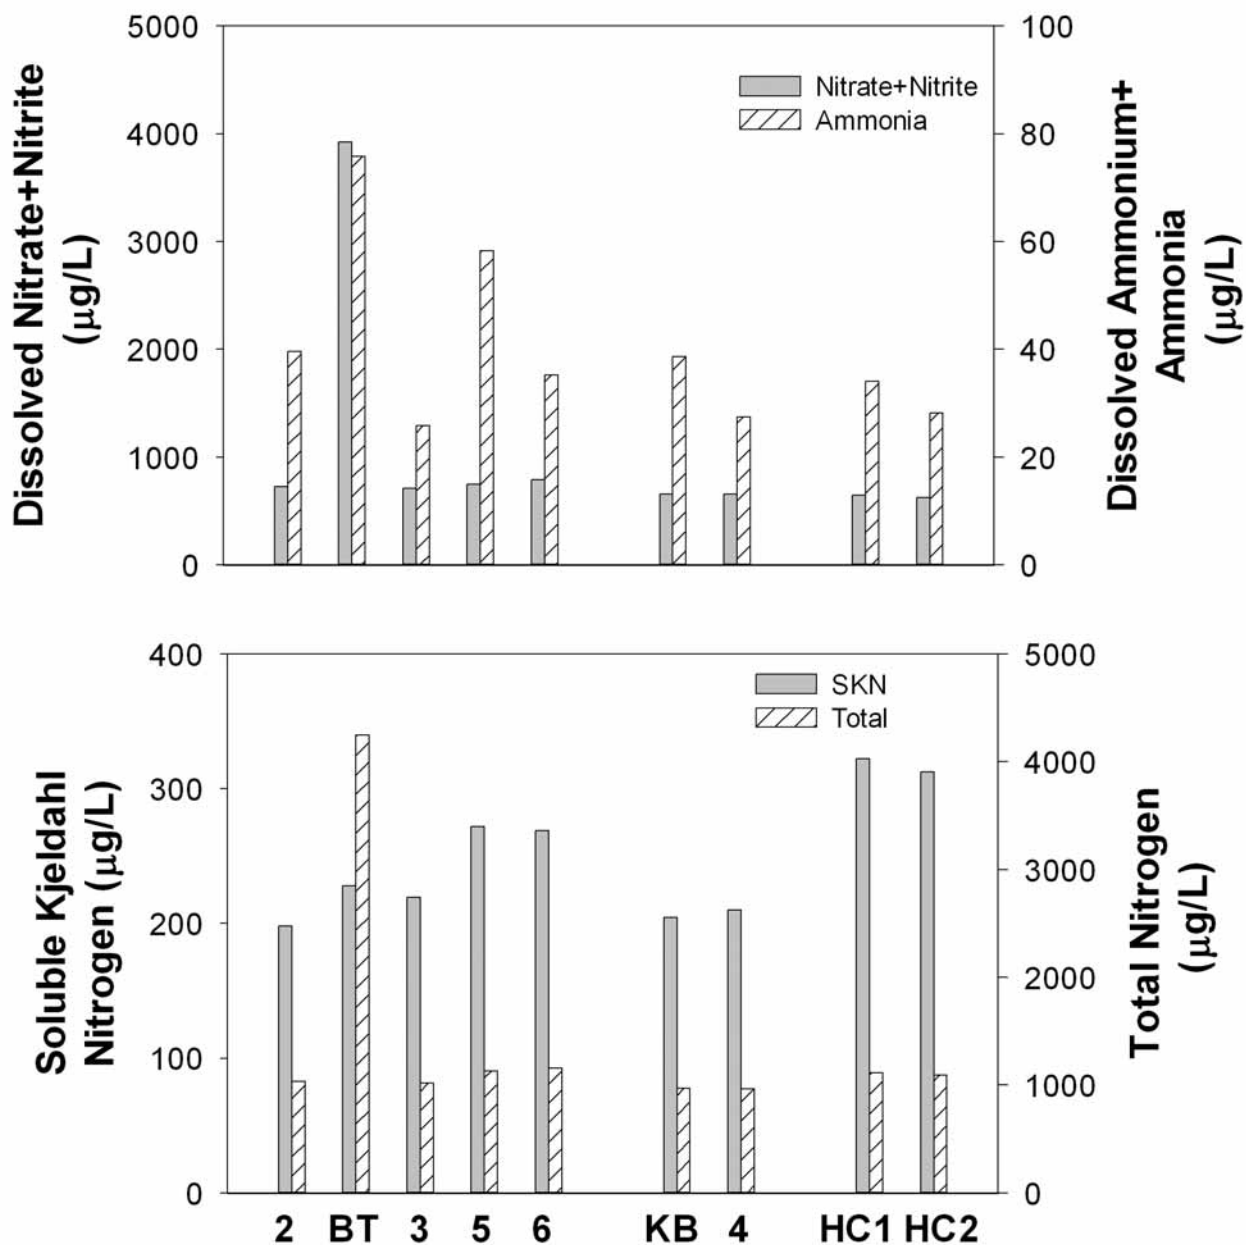 Dissolved Nitrate+Nitrite
(µg/L)
5000
4000
3000
2000
1000
0
Nitrate+Nitrite
Ammonia
100
80
60
40
20
0
Dissolved Ammonium+
Ammonia
(µg/L)
Soluble Kjeldahl
Nitrogen (µg/L)
400
300
200
100
0
SKN
Total
5000
4000
3000
2000
1000
0
Total Nitrogen
(µg/L)
2 BT 3 5 6 KB 4 HC1 HC2